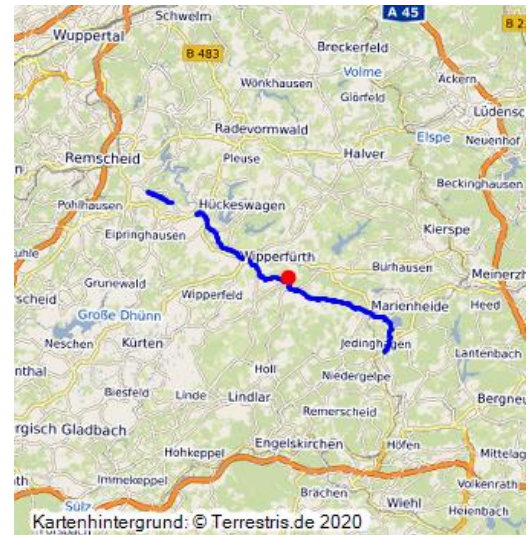 Schwelm
A 45
Wuppertal
B 483
Breckerfeld
Volme
Ackern
Wönkhausen
Glörfeld
Lüdensc
Radevormwald
Elspe
Neuenhof
Remscheid
Pleuse
Halver
Beckinghausen
Pohlhausen
Hückeswagen
Kierspe
Eipringhausen
Wipperfürth
Burhausen
Meinerzh
Grunewald
Wipperfeld
Marienheide
Heed
Große Dhünn
Neschen
Kürten
Jedinghagen
Lantenbach
Holl
Niedergelpe
Biesfeld
Linde
Lindlar
Bergneu
Remerscheid
ergisch Gladbach
Engelskirchen
Höfen
Hohkeppel
Mittelag
Immekeppel
Volkenrath
Brächen
Wiehl
Sülz
Heienbach
Kartenhintergrund: © Terrestris.de 2020